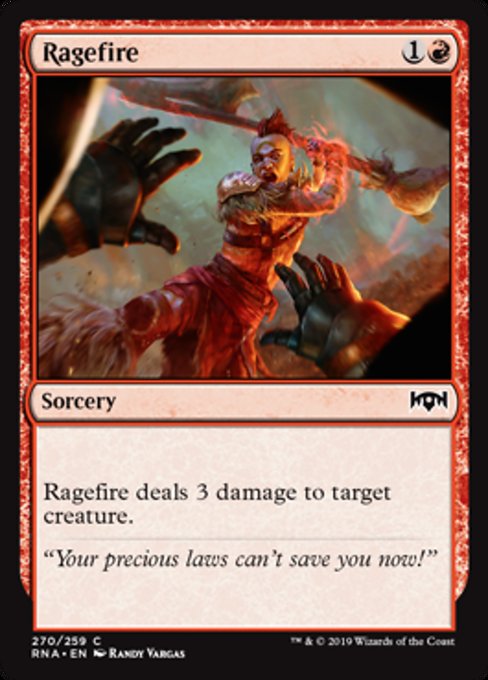 Ragefire 1
Sorcery
Ragefire deals 3 damage to target
creature.
“Your precious laws can’t save you now!”
270/259 C
RNA • EN Randy Vargas
™ & © 2019 Wizards of the Coast